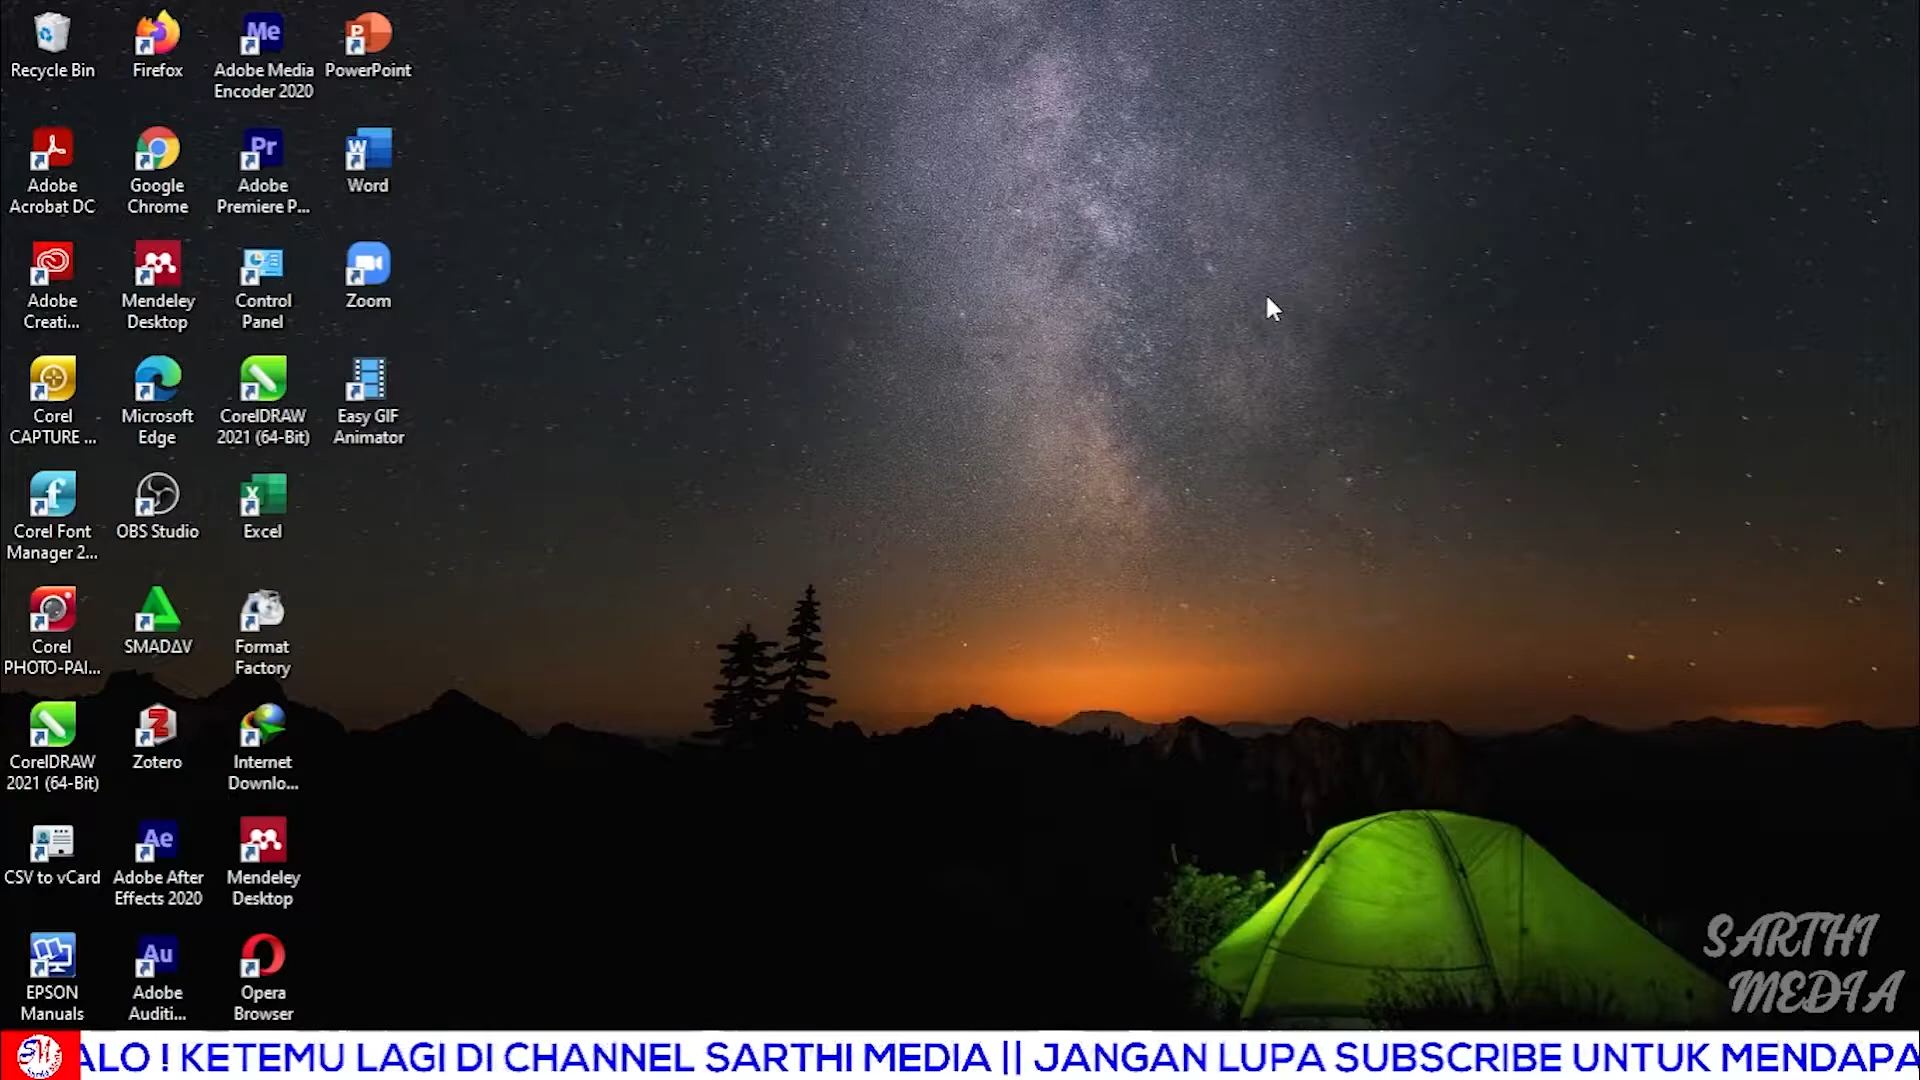 Recycle Bin
Firefox
Adobe Media
Encoder 2020
PowerPoint
Adobe
Acrobat DC
Google
Chrome
Adobe
Premiere P...
Word
Adobe
Creati...
Mendeley
Desktop
Control
Panel
Zoom
Corel
CAPTURE ...
Microsoft
Edge
CorelDRAW
2021 (64-Bit)
Easy GIF
Animator
Corel Font
Manager 2...
OBS Studio
Excel
Corel
PHOTO-PAI...
SMADΔV
Format
Factory
CorelDRAW
2021 (64-Bit)
Zotero
Internet
Downlo...
CSV to vCard
Adobe After
Effects 2020
Mendeley
Desktop
EPSON
Manuals
Adobe
Auditi...
Opera
Browser
SARTHI
MEDIA
ALO ! KETEMU LAGI DI CHANNEL SARTHI MEDIA || JANGAN LUPA SUBSCRIBE UNTUK MENDAPA